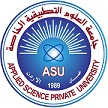 جامعة العلوم التطبيقية الخاصة
ASU
1989
APPLIED SCIENCE PRIVATE UNIVERSITY